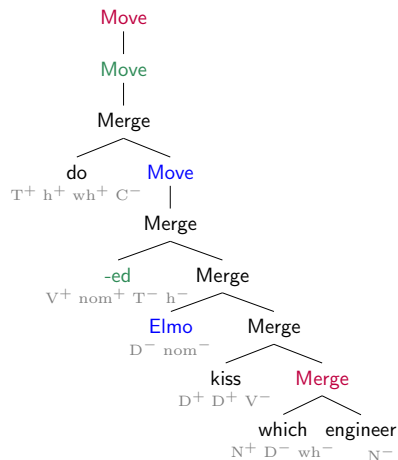 Move
Move
Merge
do Move
T⁺ h⁺ wh⁺ C⁻
Merge
-ed Merge
V⁺ nom⁺ T⁻ h⁻
Elmo Merge
D⁻ nom⁻
kiss Merge
D⁺ D⁺ V⁻
which engineer
N⁺ D⁻ wh⁻ N⁻